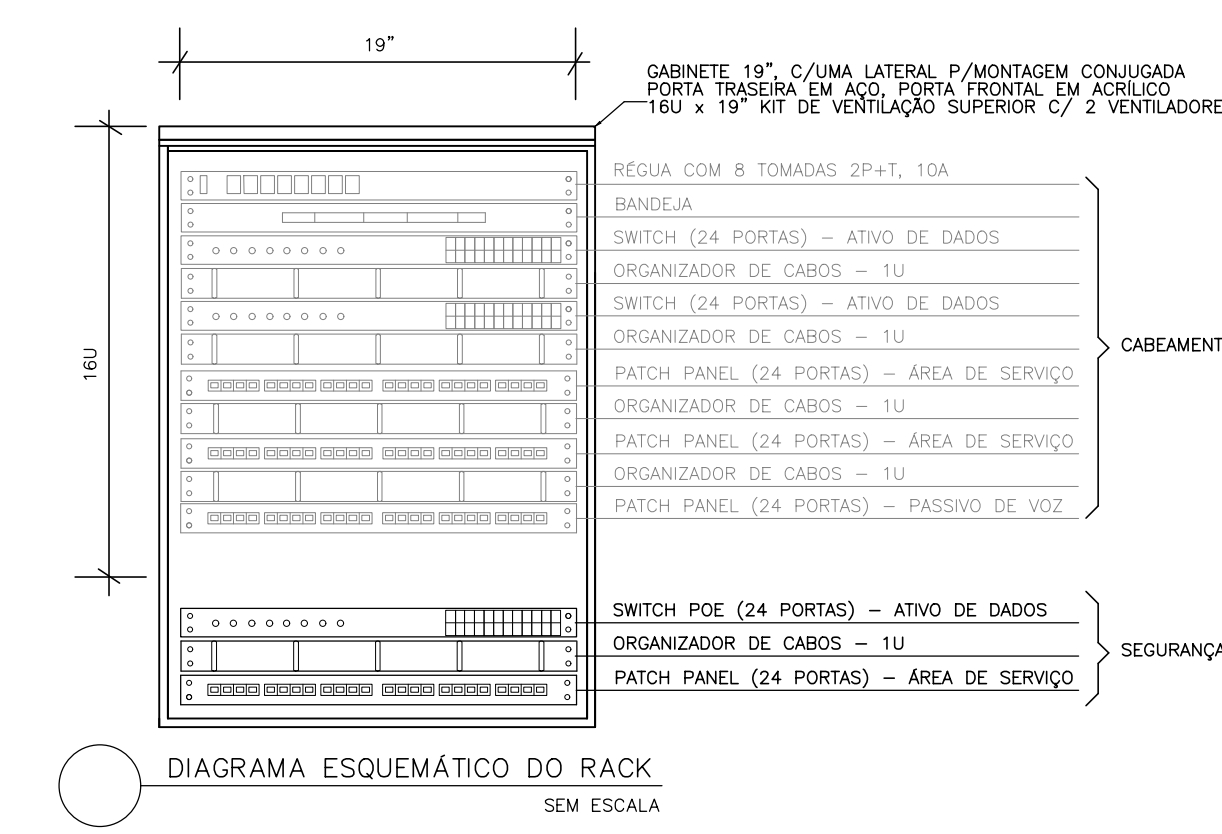 19”
GABINETE 19”, C/UMA LATERAL P/MONTAGEM CONJUGADA
PORTA TRASEIRA EM AÇO, PORTA FRONTAL EM ACRÍLICO
16U x 19” KIT DE VENTILAÇÃO SUPERIOR C/ 2 VENTILADORE
RÉGUA COM 8 TOMADAS 2P+T, 10A
BANDEJA
SWITCH (24 PORTAS) – ATIVO DE DADOS
ORGANIZADOR DE CABOS – 1U
SWITCH (24 PORTAS) – ATIVO DE DADOS
ORGANIZADOR DE CABOS – 1U
PATCH PANEL (24 PORTAS) – ÁREA DE SERVIÇO
ORGANIZADOR DE CABOS – 1U
PATCH PANEL (24 PORTAS) – ÁREA DE SERVIÇO
ORGANIZADOR DE CABOS – 1U
PATCH PANEL (24 PORTAS) – PASSIVO DE VOZ
CABEAMENT
16U
SWITCH POE (24 PORTAS) – ATIVO DE DADOS
ORGANIZADOR DE CABOS – 1U
PATCH PANEL (24 PORTAS) – ÁREA DE SERVIÇO
SEGURANÇA
DIAGRAMA ESQUEMÁTICO DO RACK
SEM ESCALA